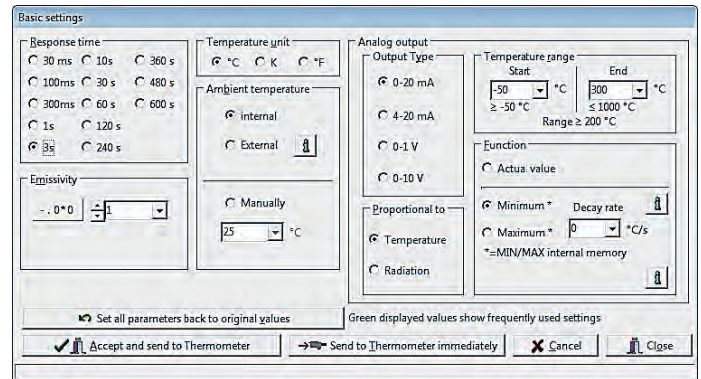 Basic settings
Response time
30 ms 10s 360 s
100ms 30 s 480 s
300ms 60 s 600 s
1s 120 s
3s 240 s
Emissivity
-.0*0 1
Temperature unit
°C K °F
Ambient temperature
internal
External
Manually
25 °C
Analog output
Output Type
0-20 mA
4-20 mA
0-1 V
0-10 V
Proportional to
Temperature
Radiation
Temperature range
Start End
-50 °C 300 °C
≥ -50 °C ≤ 1000 °C
Range ≥ 200 °C
Function
Actual value
Minimum * Decay rate
Maximum * 0 °C/s
*=MIN/MAX internal memory
Set all parameters back to original values
Green displayed values show frequently used settings
Accept and send to Thermometer
Send to Thermometer immediately
Cancel
Close